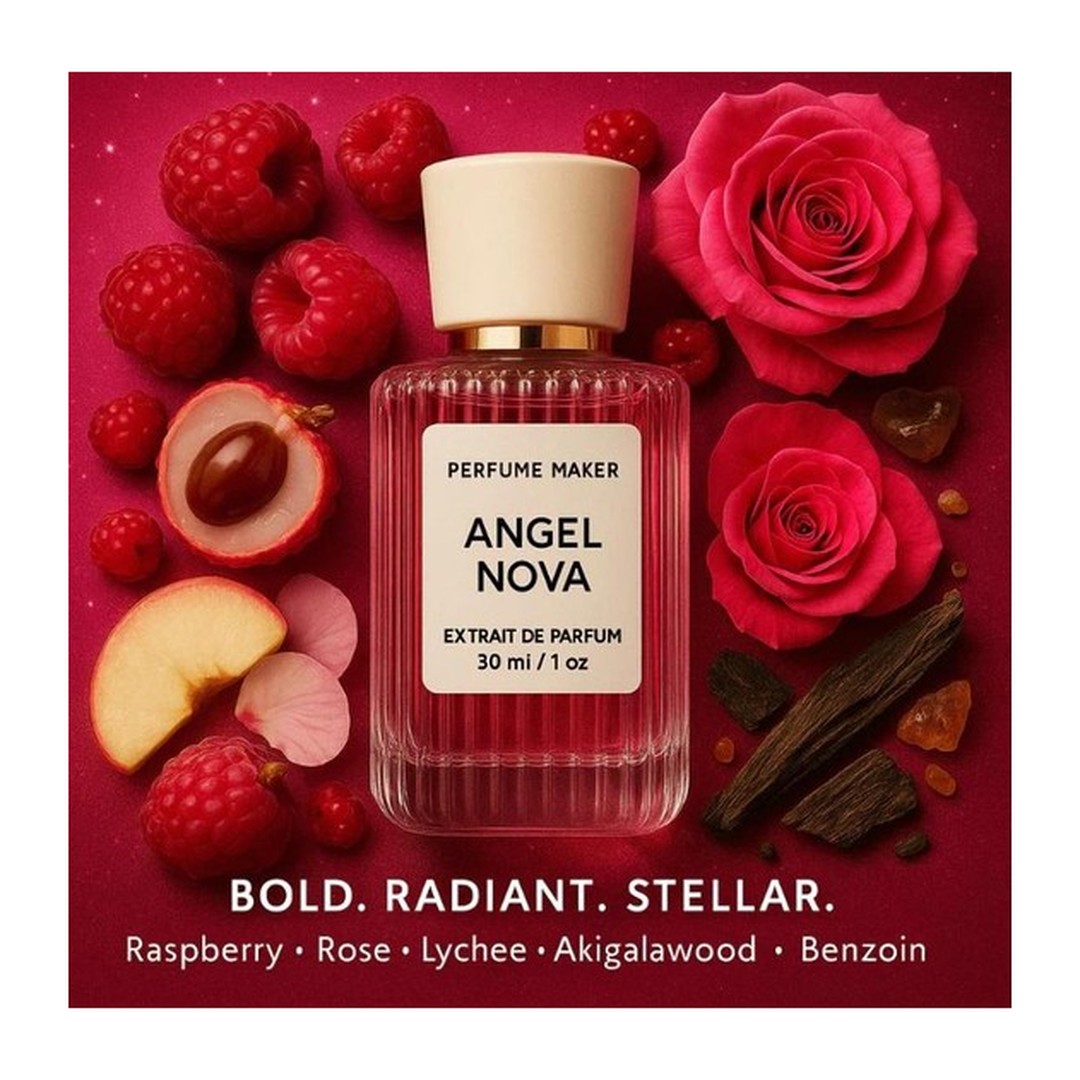 PERFUME MAKER
ANGEL
NOVA
EXTRAIT DE PARFUM
30 mi / 1 oz
BOLD. RADIANT. STELLAR.
Raspberry • Rose • Lychee • Akigalawood • Benzoin